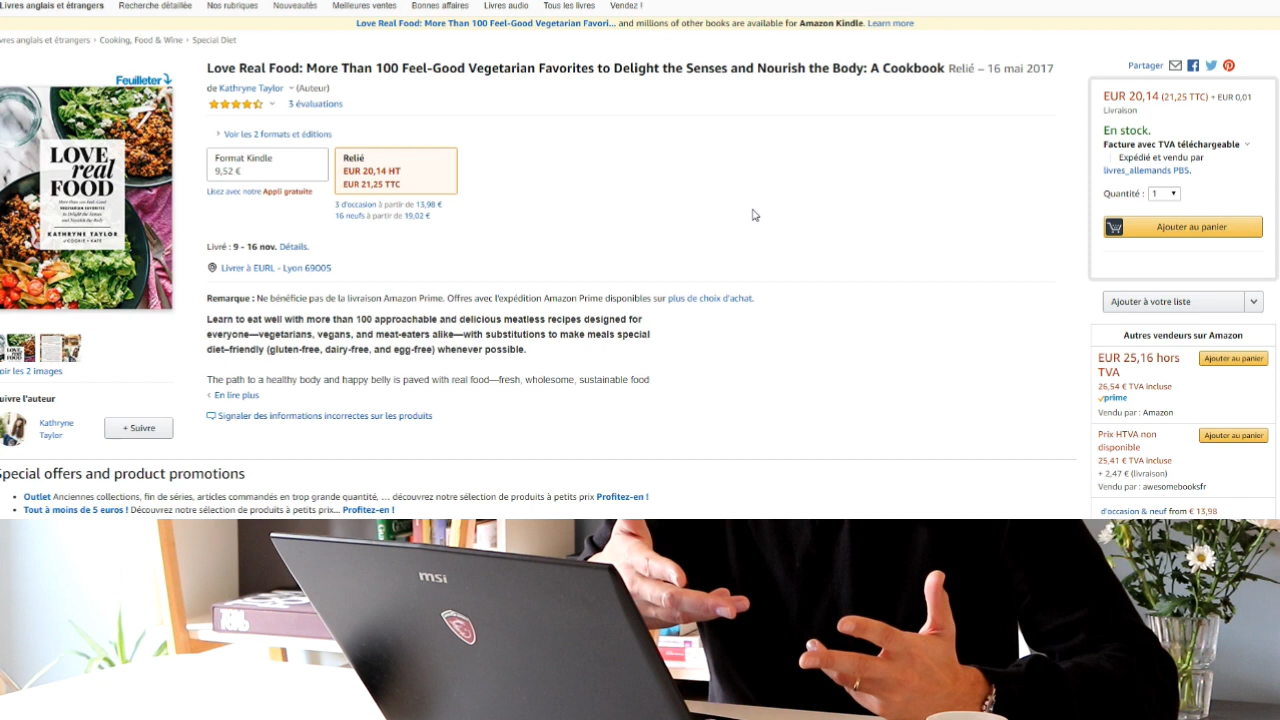 Livres anglais et étrangers Recherche détaillée Nos rubriques Nouveautés Meilleures ventes Bonnes affaires Livres audio Tous les livres Vendez !
Love Real Food: More Than 100 Feel-Good Vegetarian Favori... and millions of other books are available for Amazon Kindle. Learn more
vres anglais et étrangers › Cooking, Food & Wine › Special Diet
Feuilleter
LOVE
real
FOOD
KATHRYNE TAYLOR
Love Real Food: More Than 100 Feel-Good Vegetarian Favorites to Delight the Senses and Nourish the Body: A Cookbook Relié – 16 mai 2017
de Kathryne Taylor (Auteur)
3 évaluations
Voir les 2 formats et éditions
Format Kindle
9,52 €
Relié
EUR 20,14 HT
EUR 21,25 TTC
Lisez avec notre Appli gratuite
3 d'occasion à partir de 13,98 €
16 neufs à partir de 19,02 €
Livré : 9 - 16 nov. Détails.
Livrer à EURL - Lyon 69005
Remarque : Ne bénéficie pas de la livraison Amazon Prime. Offres avec l'expédition Amazon Prime disponibles sur plus de choix d'achat.
Learn to eat well with more than 100 approachable and delicious meatless recipes designed for
everyone—vegetarians, vegans, and meat-eaters alike—with substitutions to make meals special
diet–friendly (gluten-free, dairy-free, and egg-free) whenever possible.
The path to a healthy body and happy belly is paved with real food—fresh, wholesome, sustainable food
En lire plus
Signaler des informations incorrectes sur les produits
oir les 2 images
uivre l'auteur
Kathryne
Taylor
+ Suivre
Partager
EUR 20,14 (21,25 TTC) + EUR 0,01
Livraison
En stock.
Facture avec TVA téléchargeable
Expédié et vendu par
livres_allemands PBS.
Quantité : 1
Ajouter au panier
Ajouter à votre liste
Autres vendeurs sur Amazon
EUR 25,16 hors
TVA
Ajouter au panier
26,54 € TVA incluse
prime
Vendu par : Amazon
Prix HTVA non
disponible
Ajouter au panier
25,41 € TVA incluse
+ 2,47 € (livraison)
Vendu par : awesomebooksfr
d'occasion & neuf from € 13,98
Special offers and product promotions
• Outlet Anciennes collections, fin de séries, articles commandés en trop grande quantité, … découvrez notre sélection de produits à petits prix Profitez-en !
• Tout à moins de 5 euros ! Découvrez notre sélection de produits à petits prix... Profitez-en !
msi